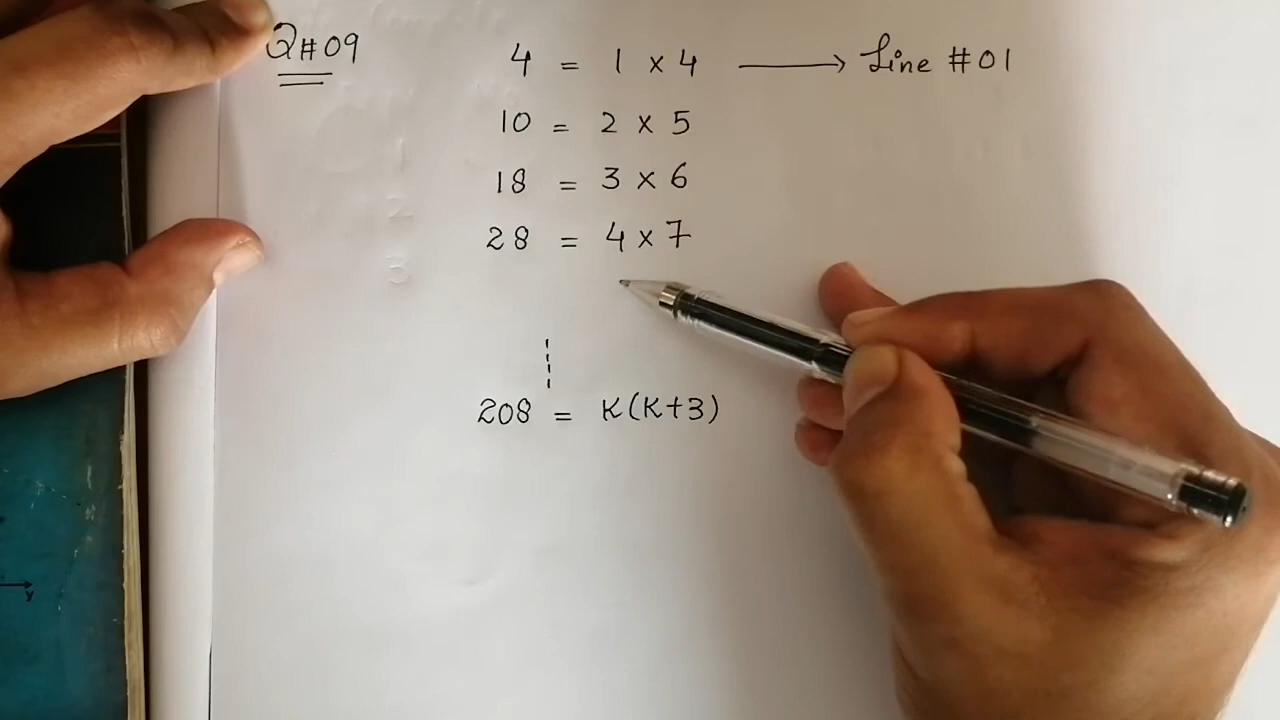 Q#09
4 = 1 x 4 → Line #01
10 = 2 x 5
18 = 3 x 6
28 = 4 x 7
208 = K(K+3)
y